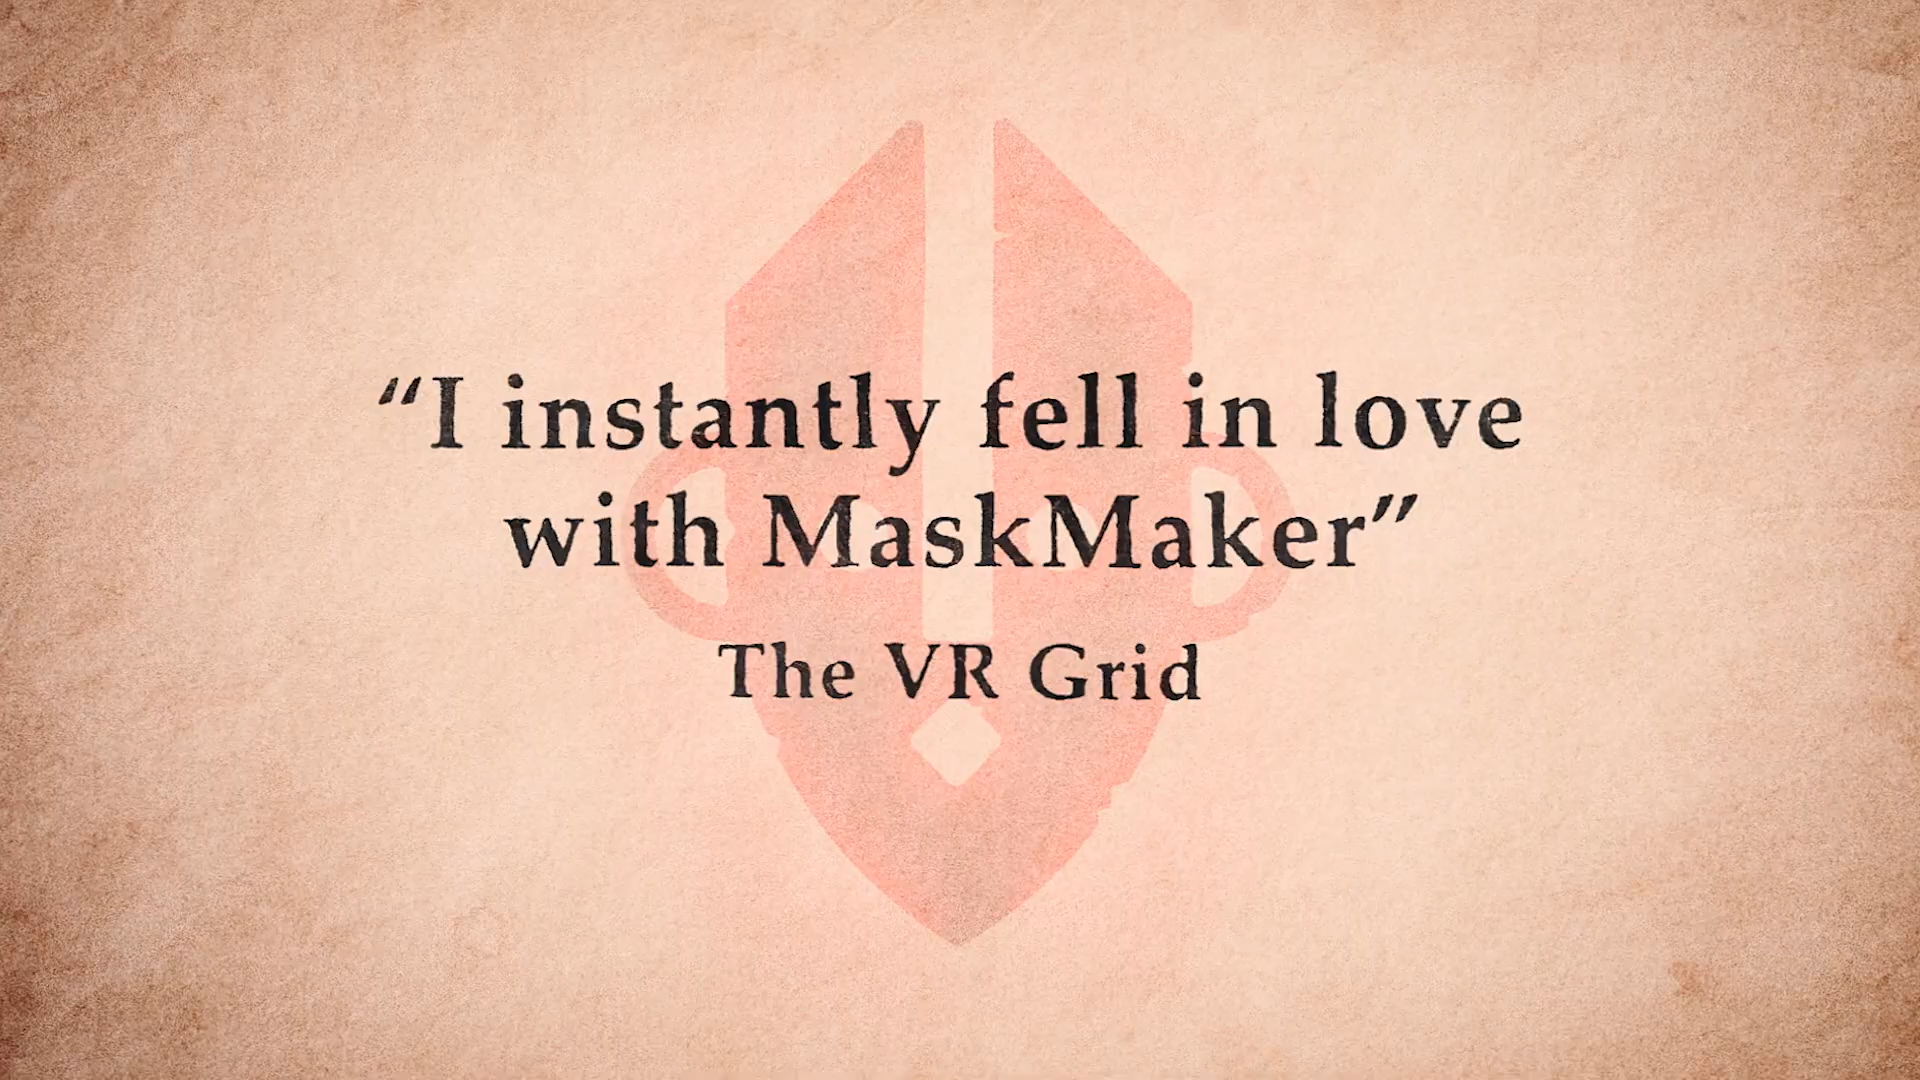 “I instantly fell in love
with MaskMaker”
The VR Grid